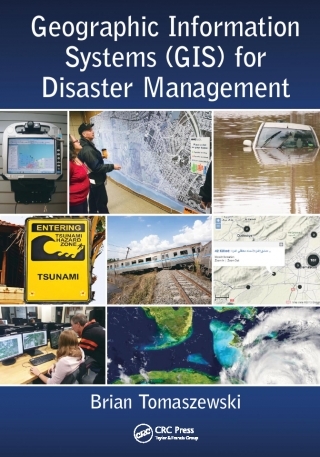 Geographic Information
Systems (GIS) for
Disaster Management
ENTERING
TSUNAMI
HAZARD
ZONE
TSUNAMI
Brian Tomaszewski
CRC Press
Taylor & Francis Group